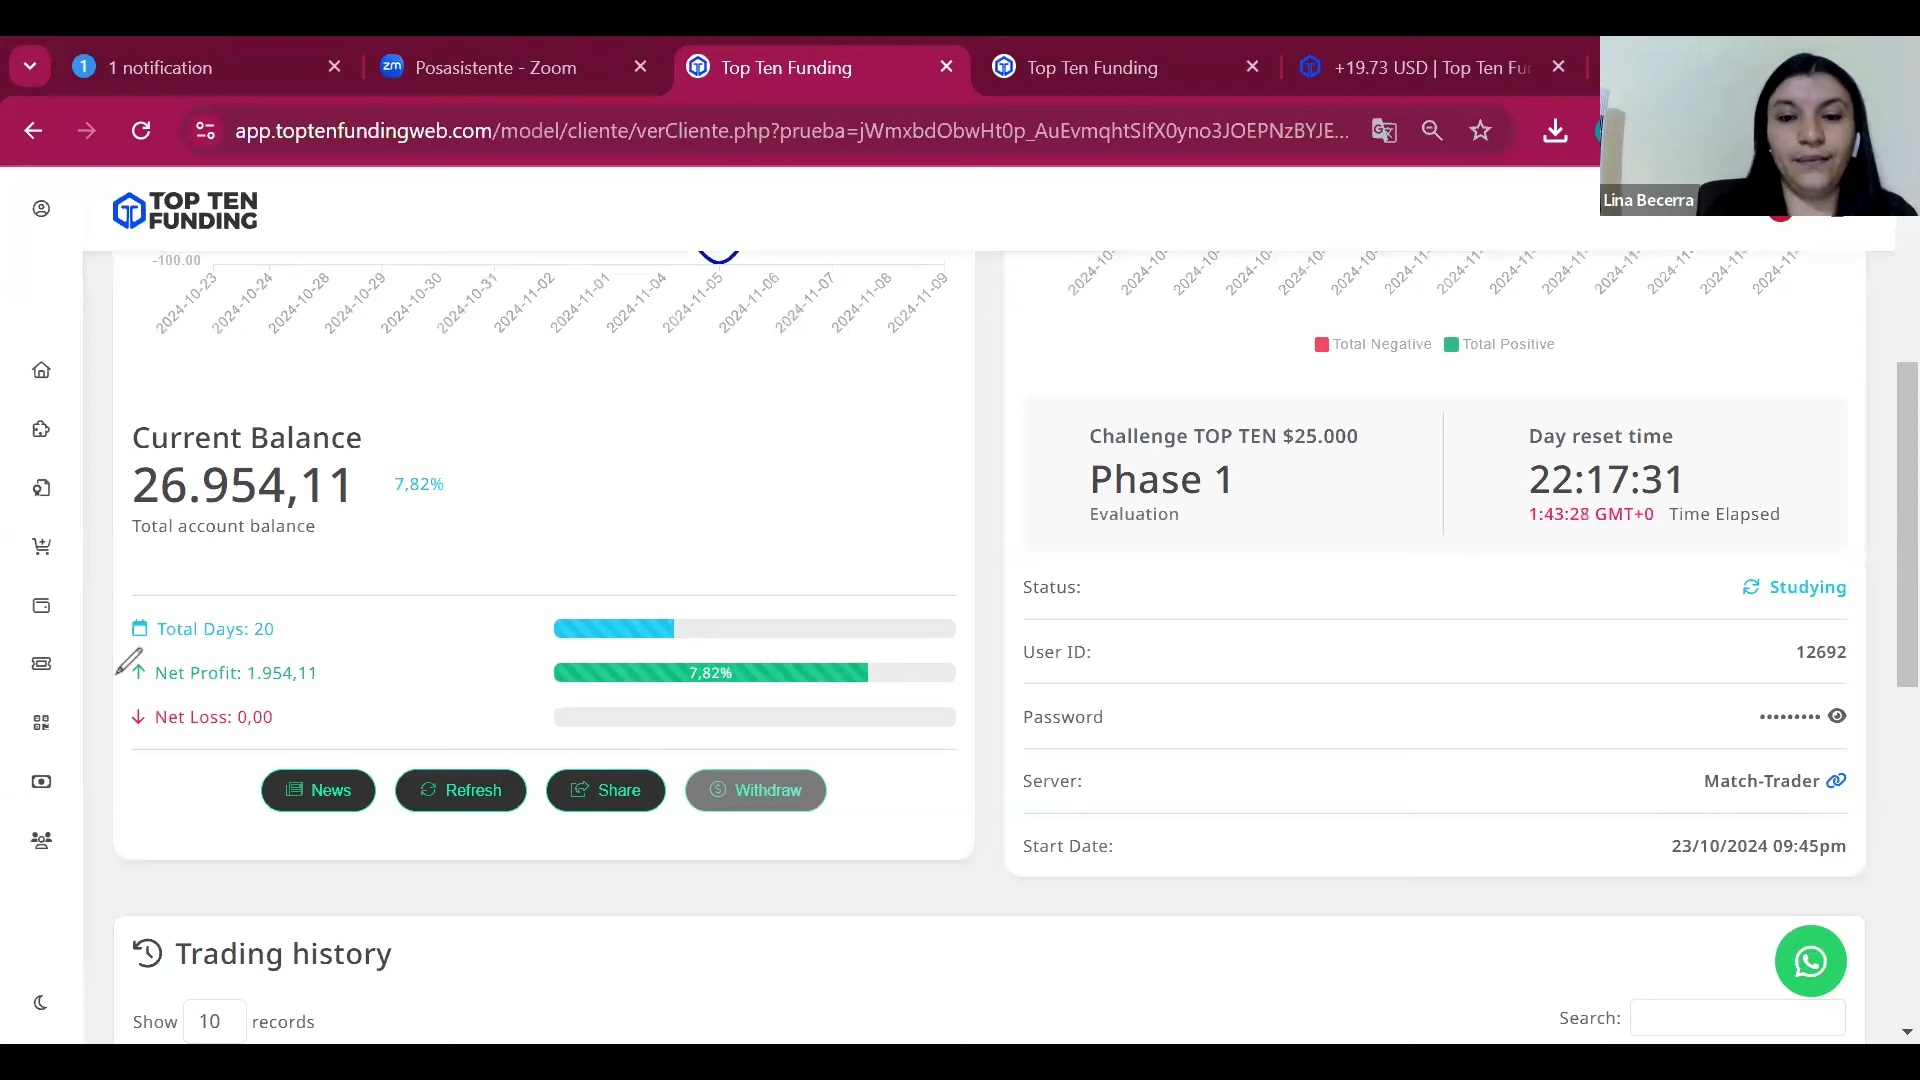 1 notification
Posasistente - Zoom
Top Ten Funding
Top Ten Funding
+19.73 USD | Top Ten Fu
app.toptenfundingweb.com/model/cliente/verCliente.php?prueba=jWmxbdObwHt0p_AuEvmqhtSIfX0yno3JOEPNzBYJE...
Lina Becerra
TOP TEN
FUNDING
-100.00
2024-10-23
2024-10-24
2024-10-28
2024-10-29
2024-10-30
2024-10-31
2024-11-02
2024-11-01
2024-11-04
2024-11-05
2024-11-06
2024-11-07
2024-11-08
2024-11-09
Total Negative
Total Positive
Current Balance
26.954,11
7,82%
Total account balance
Challenge TOP TEN $25.000
Phase 1
Evaluation
Day reset time
22:17:31
1:43:28 GMT+0 Time Elapsed
Total Days: 20
Net Profit: 1.954,11
7,82%
Net Loss: 0,00
News
Refresh
Share
Withdraw
Status:
Studying
User ID:
12692
Password
•••••••••
Server:
Match-Trader
Start Date:
23/10/2024 09:45pm
Trading history
Show 10 records
Search: